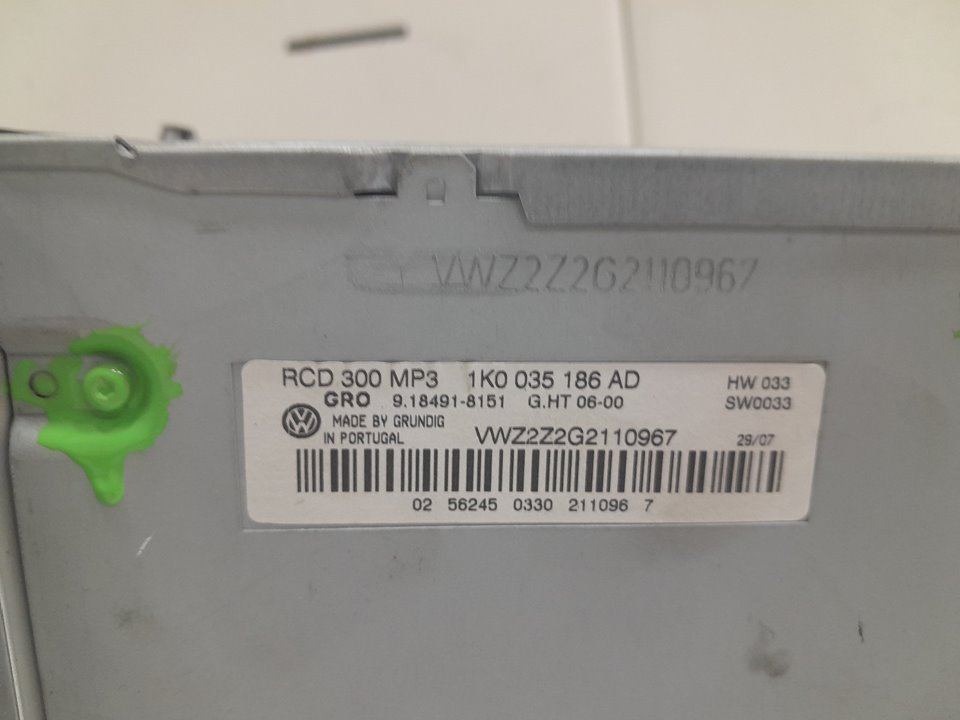 VWZ2Z2G2110967
RCD 300 MP3 1K0 035 186 AD HW 033
GRO 9.18491-8151 G.HT 06-00 SW0033
MADE BY GRUNDIG
IN PORTUGAL VWZ2Z2G2110967 29/07
02 56245 0330 211096 7